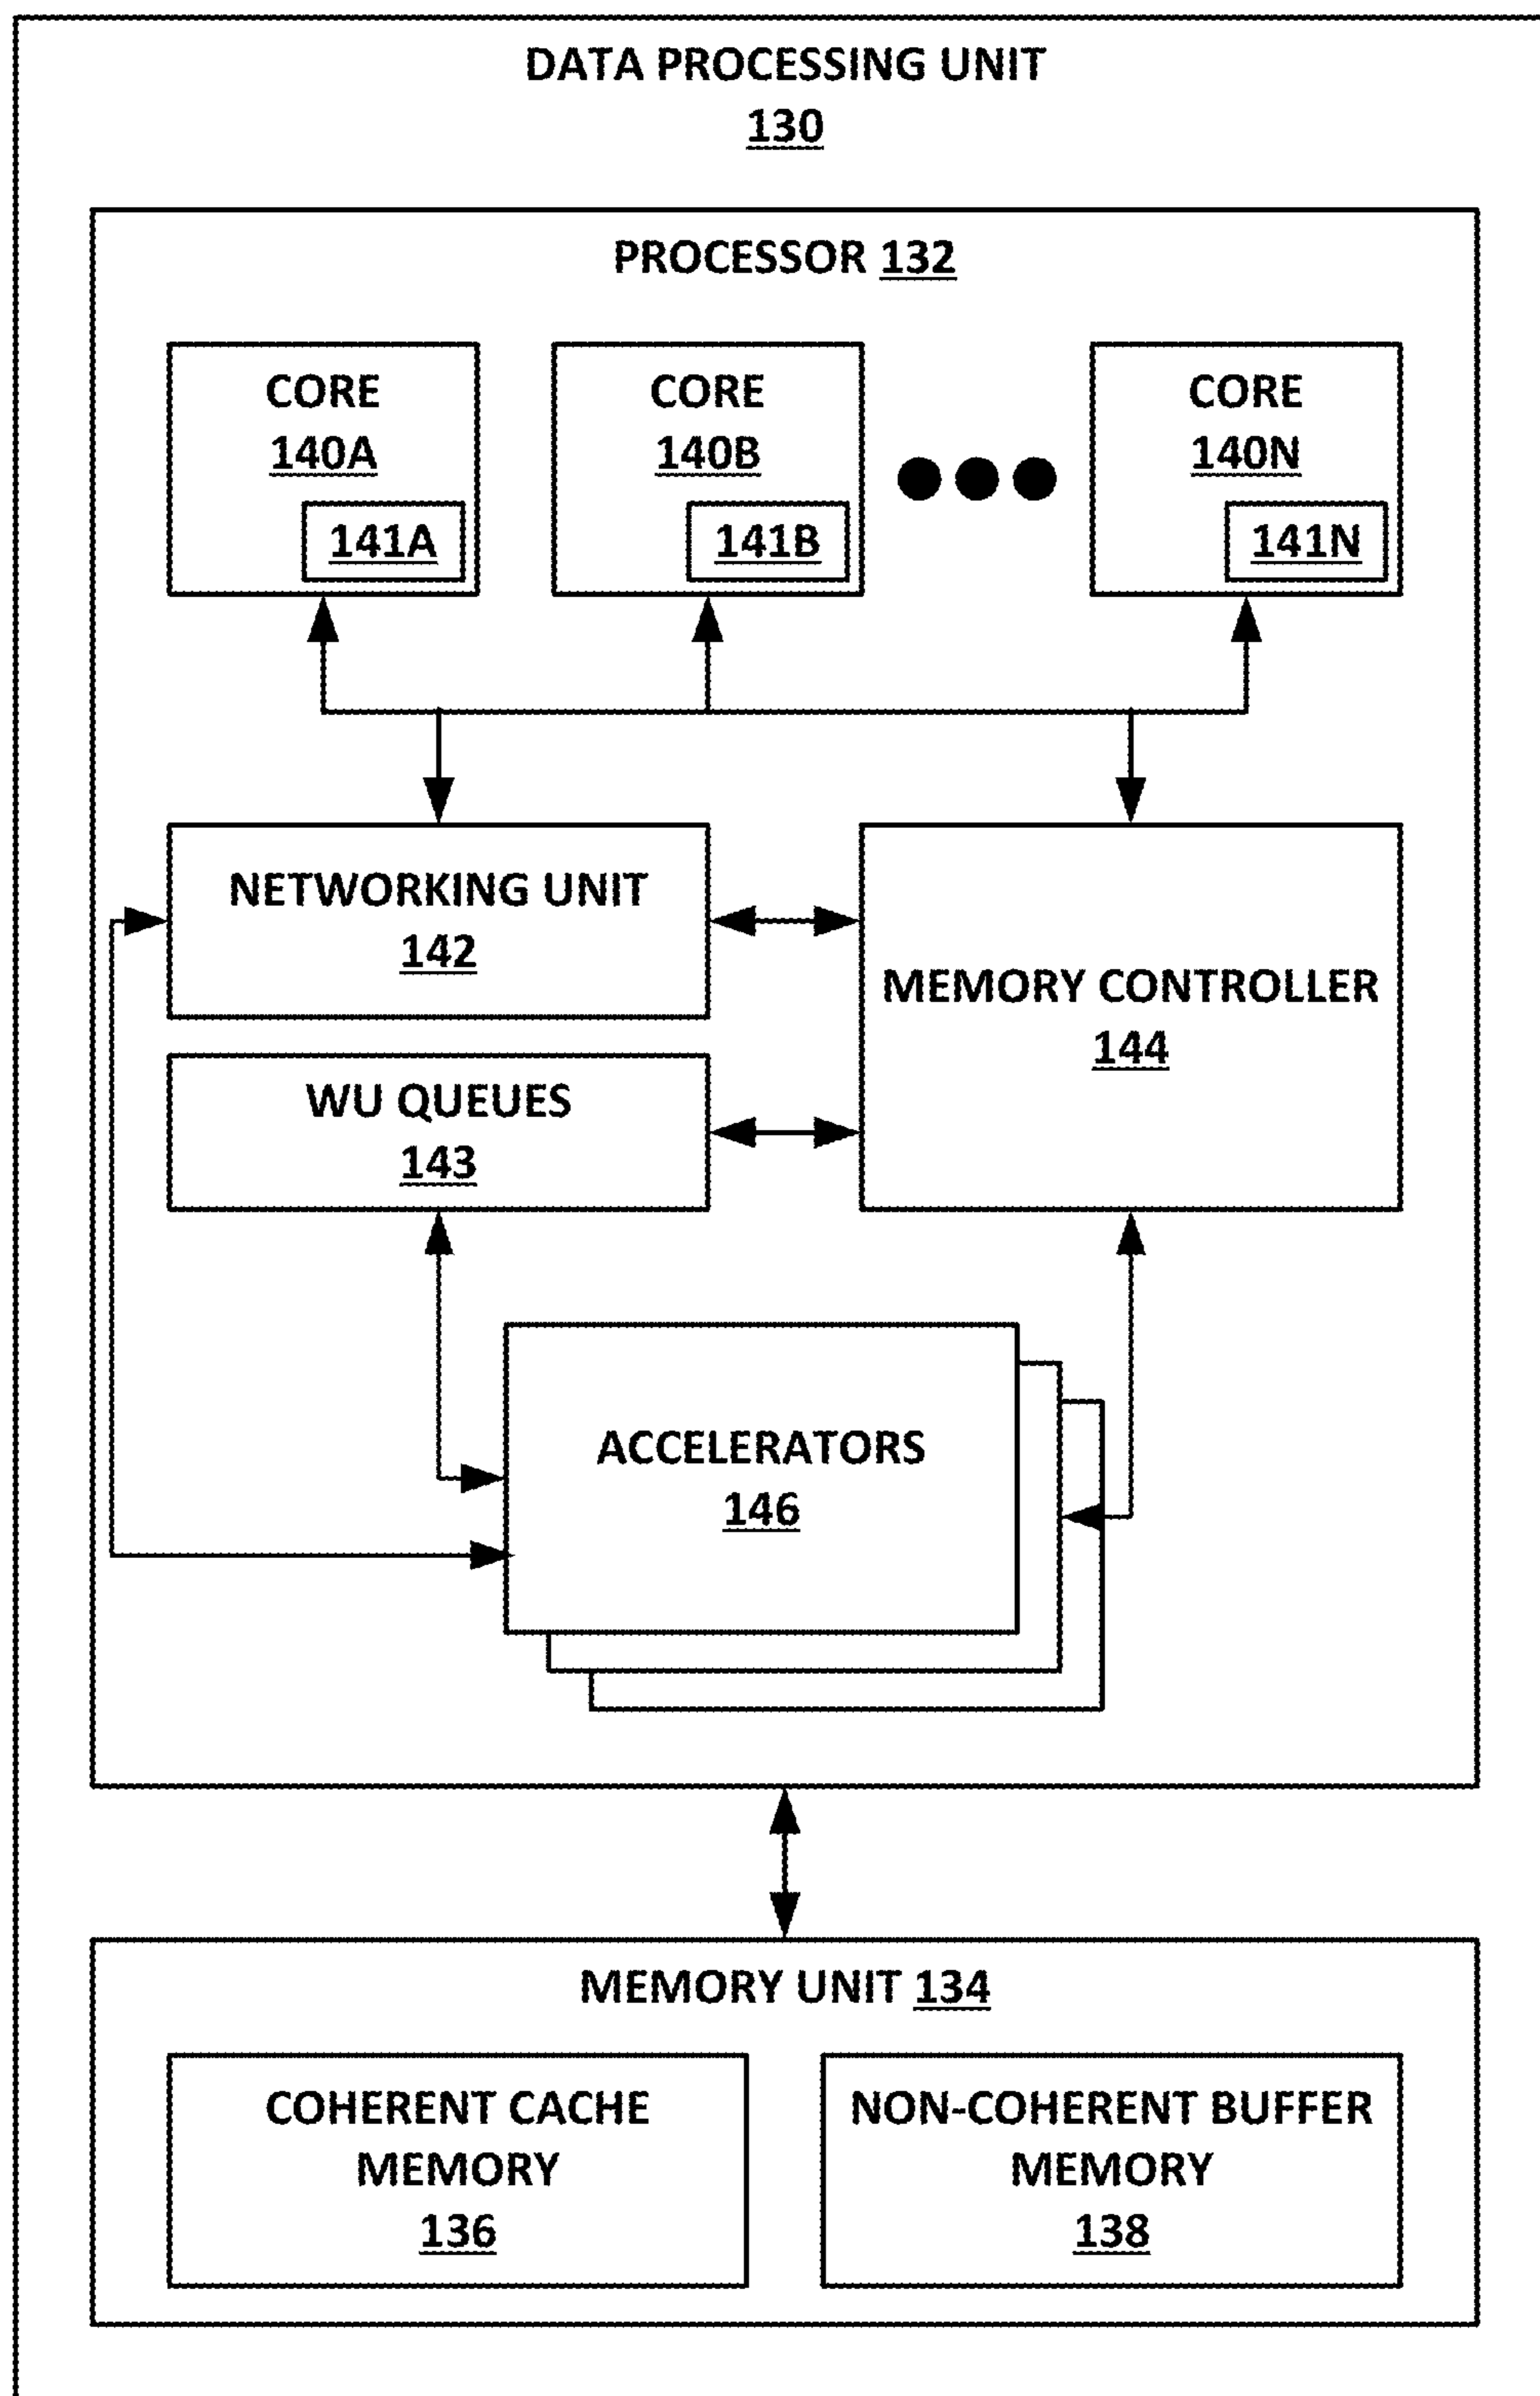 DATA PROCESSING UNIT
130
PROCESSOR 132
CORE
140A
141A
CORE
140B
141B
CORE
140N
141N
NETWORKING UNIT
142
MEMORY CONTROLLER
144
WU QUEUES
143
ACCELERATORS
146
MEMORY UNIT 134
COHERENT CACHE
MEMORY
136
NON-COHERENT BUFFER
MEMORY
138